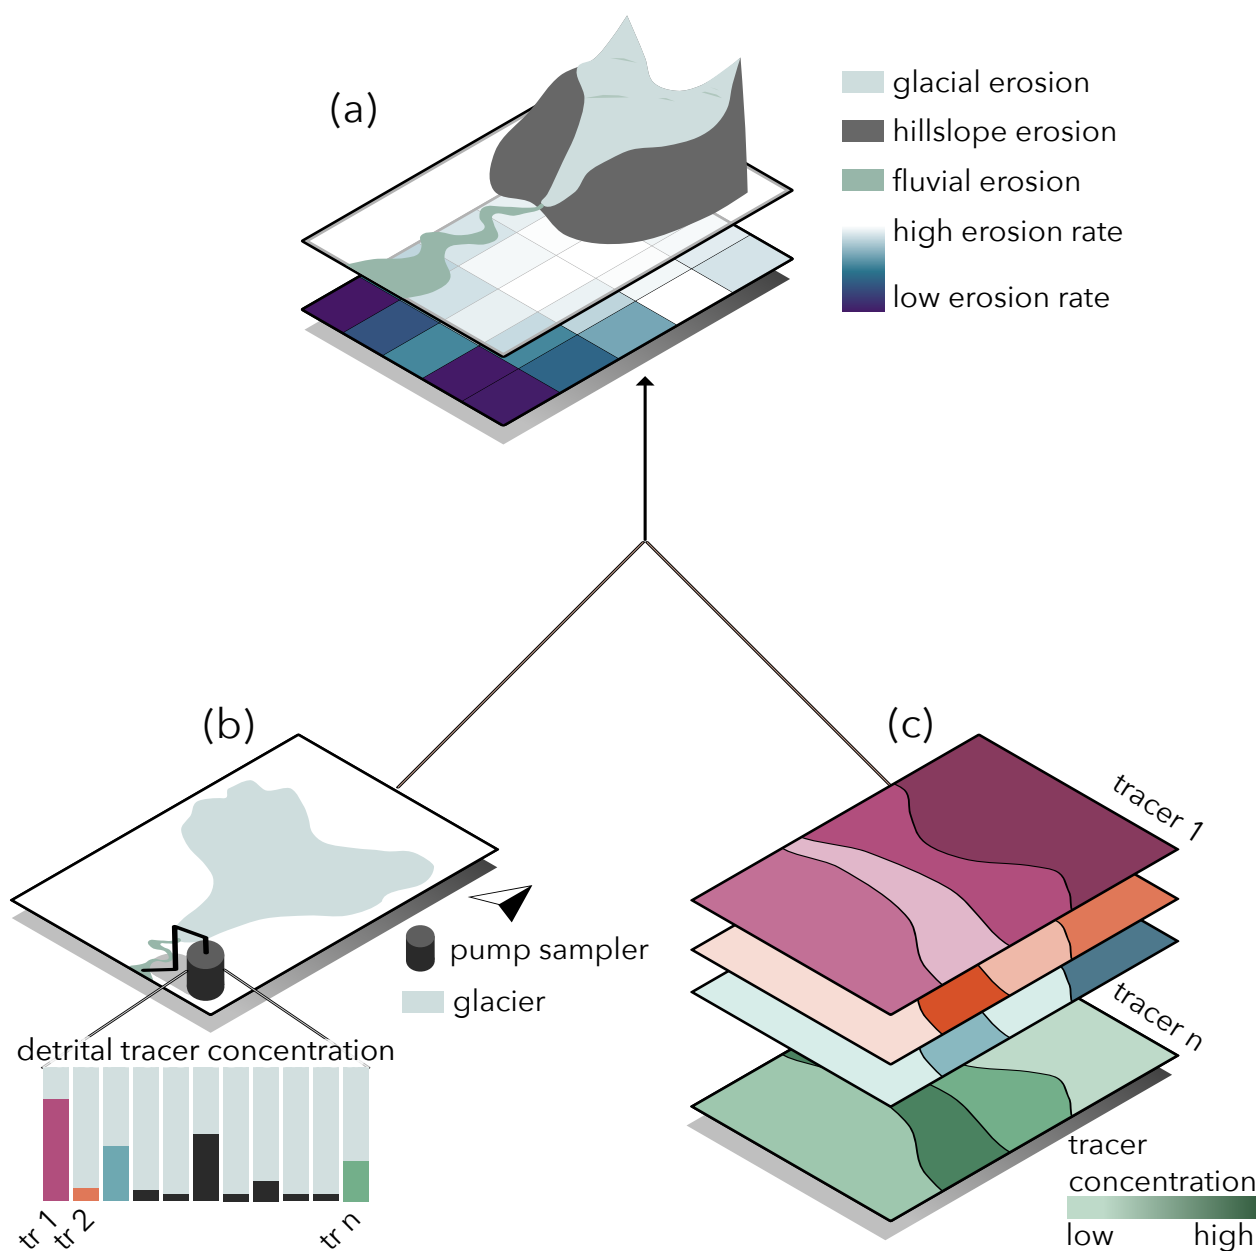 (a)
glacial erosion
hillslope erosion
fluvial erosion
high erosion rate
low erosion rate
(b)
pump sampler
glacier
detrital tracer concentration
tr 1
tr 2
tr n
(c)
tracer 1
tracer n
tracer
concentration
low high